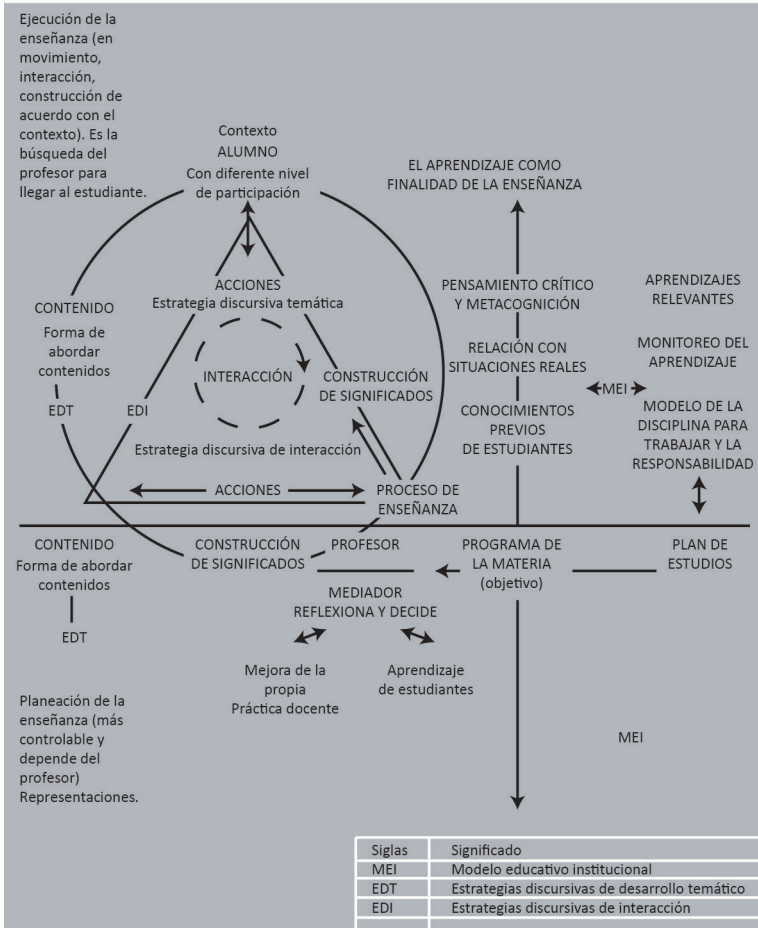 Ejecución de la
enseñanza (en
movimiento,
interacción,
construcción de
acuerdo con el
contexto). Es la
búsqueda del
profesor para
llegar al estudiante.
Contexto
ALUMNO
Con diferente nivel
de participación
EL APRENDIZAJE COMO
FINALIDAD DE LA ENSEÑANZA
CONTENIDO
Forma de
abordar
contenidos
EDT
EDI
ACCIONES
Estrategia discursiva temática
INTERACCIÓN
CONSTRUCCIÓN
DE SIGNIFICADOS
Estrategia discursiva de interacción
ACCIONES
PROCESO DE
ENSEÑANZA
PENSAMIENTO CRÍTICO
Y METACOGNICIÓN
RELACIÓN CON
SITUACIONES REALES
CONOCIMIENTOS
PREVIOS
DE ESTUDIANTES
MEI
APRENDIZAJES
RELEVANTES
MONITOREO DEL
APRENDIZAJE
MODELO DE LA
DISCIPLINA PARA
TRABAJAR Y LA
RESPONSABILIDAD
CONTENIDO
Forma de abordar
contenidos
EDT
CONSTRUCCIÓN
DE SIGNIFICADOS
PROFESOR
MEDIADOR
REFLEXIONA Y DECIDE
Mejora de la
propia
Práctica docente
Aprendizaje
de estudiantes
PROGRAMA DE
LA MATERIA
(objetivo)
PLAN DE
ESTUDIOS
Planeación de la
enseñanza (más
controlable y
depende del
profesor)
Representaciones.
MEI
Siglas Significado
MEI Modelo educativo institucional
EDT Estrategias discursivas de desarrollo temático
EDI Estrategias discursivas de interacción